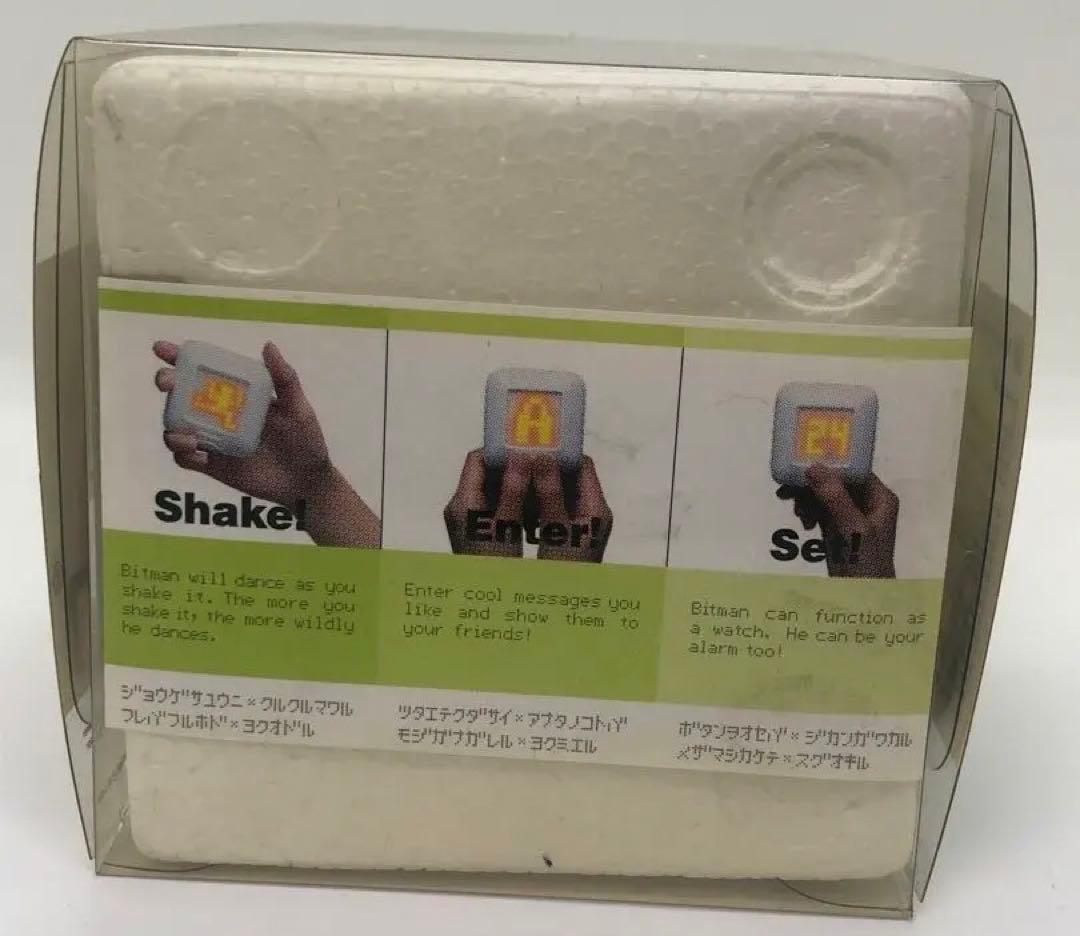 A
24
Shake!
Enter!
Set!
Bitman will dance as you
shake it. The more you
shake it, the more wildly
he dances.
Enter cool messages you
like and show them to
your friends!
Bitman can function as
a watch. He can be your
alarm too!
ジョウゲサユウニ×クルクルマワル
フレバフルホド×ヨクオドル
ツタエテクダサイ×アナタノコトバ
モジガナガレル×ヨクミエル
ボタンヲオセバ×ジカンガワカル
メザマシカケテ×スグオキル